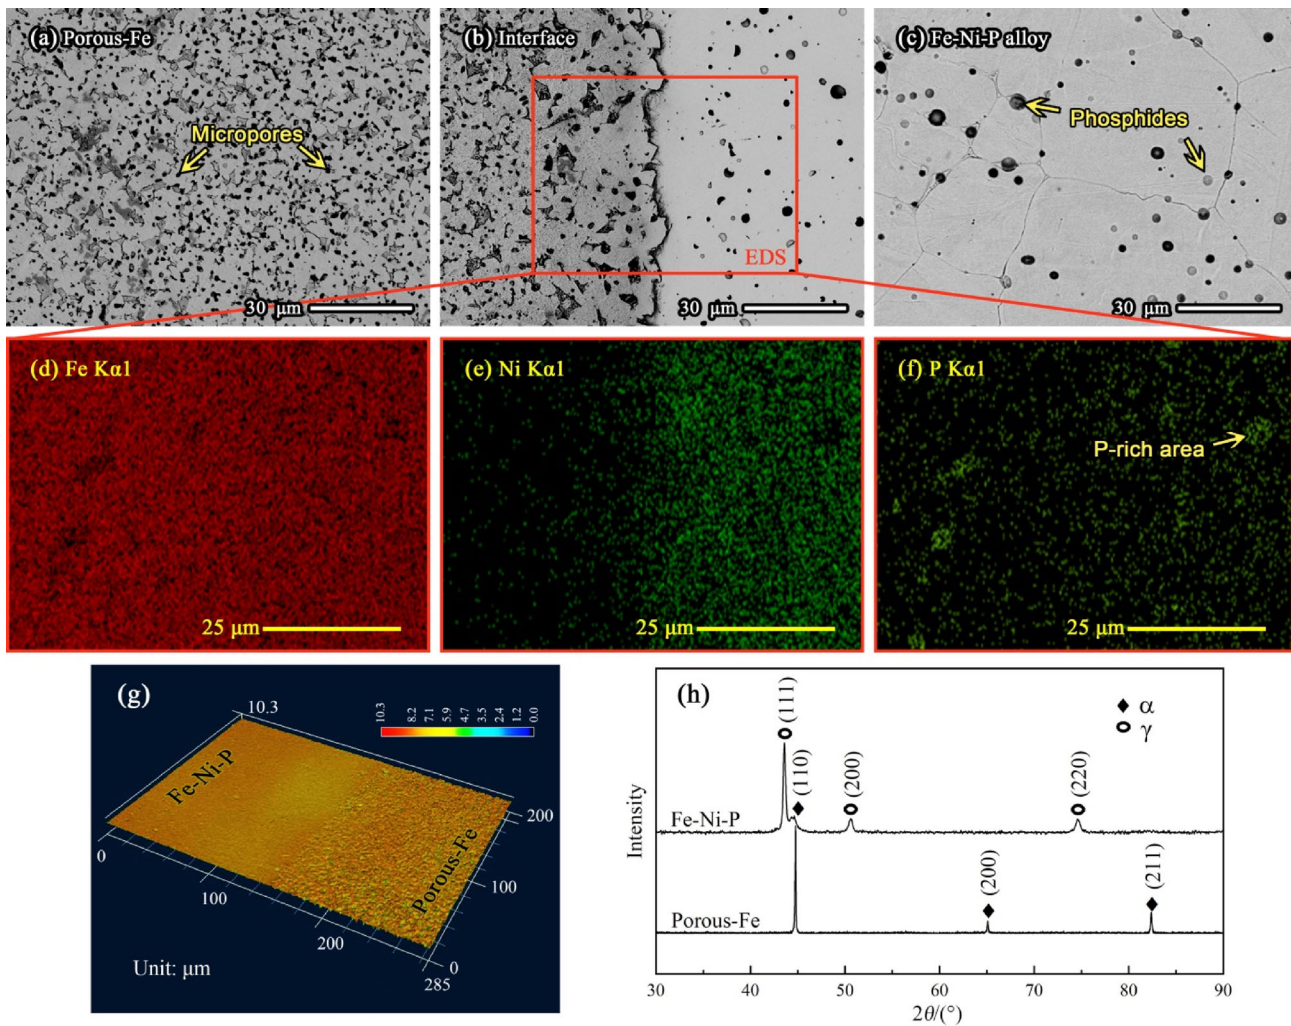 (a) Porous-Fe
Micropores
30 μm
(b) Interface
EDS
30 μm
(c) Fe-Ni-P alloy
Phosphides
30 μm
(d) Fe Kα1
25 μm
(e) Ni Kα1
25 μm
(f) P Kα1
P-rich area
25 μm
(g)
10.3
10.3 8.2 7.1 5.9 4.7 3.5 2.4 1.2 0.0
Fe-Ni-P
Porous-Fe
200
100
0
0
100
200
285
Unit: μm
(h)
α
γ
(111)
(110)
(200)
(220)
Fe-Ni-P
(200)
(211)
Porous-Fe
Intensity
30 40 50 60 70 80 90
2θ/(°)